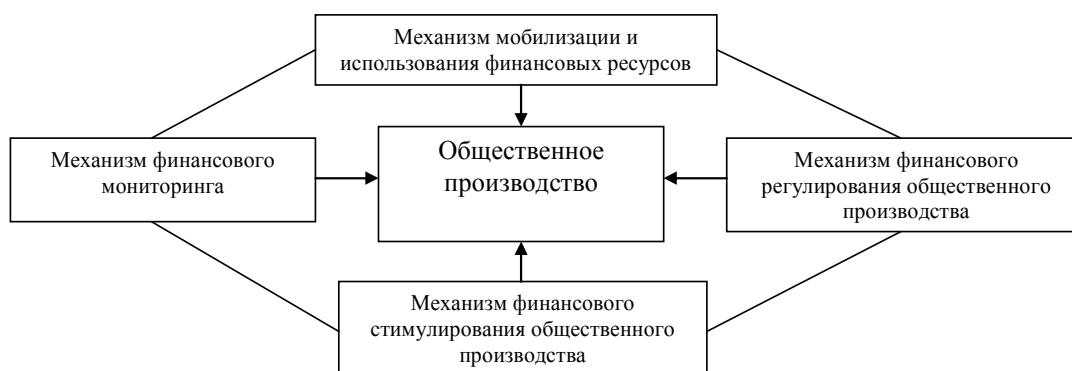 Механизм мобилизации и
использования финансовых ресурсов
Механизм финансового
мониторинга
Общественное
производство
Механизм финансового
регулирования общественного
производства
Механизм финансового
стимулирования общественного
производства